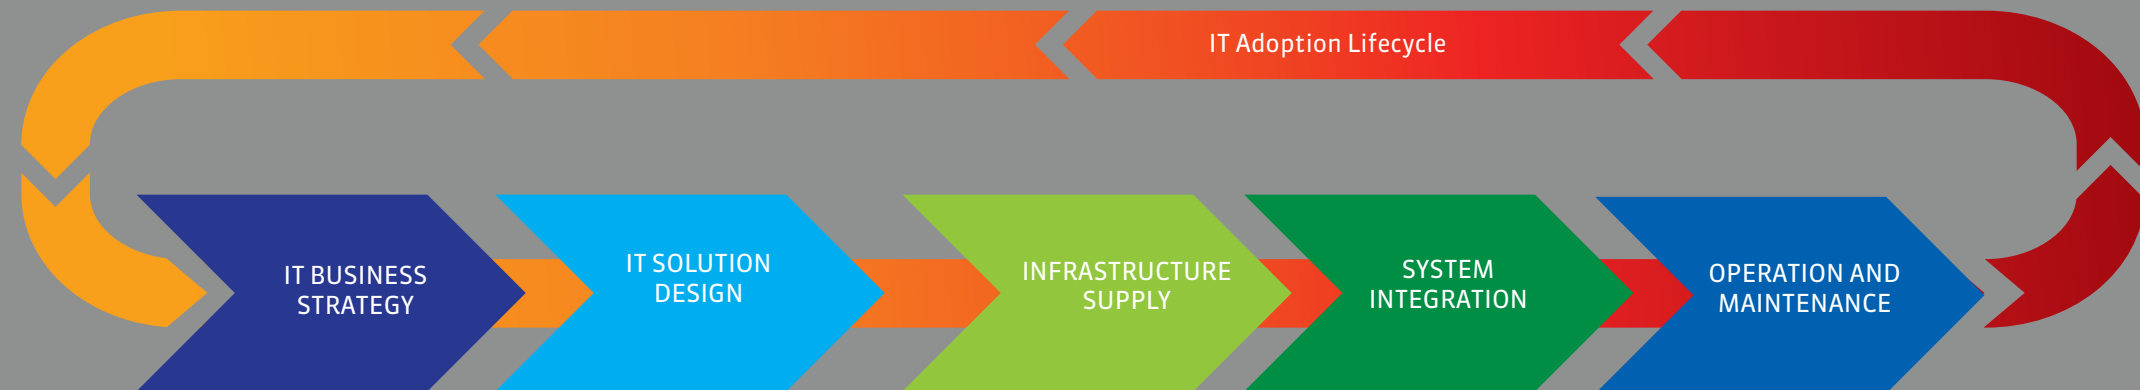 IT Adoption Lifecycle
IT BUSINESS
STRATEGY
IT SOLUTION
DESIGN
INFRASTRUCTURE
SUPPLY
SYSTEM
INTEGRATION
OPERATION AND
MAINTENANCE